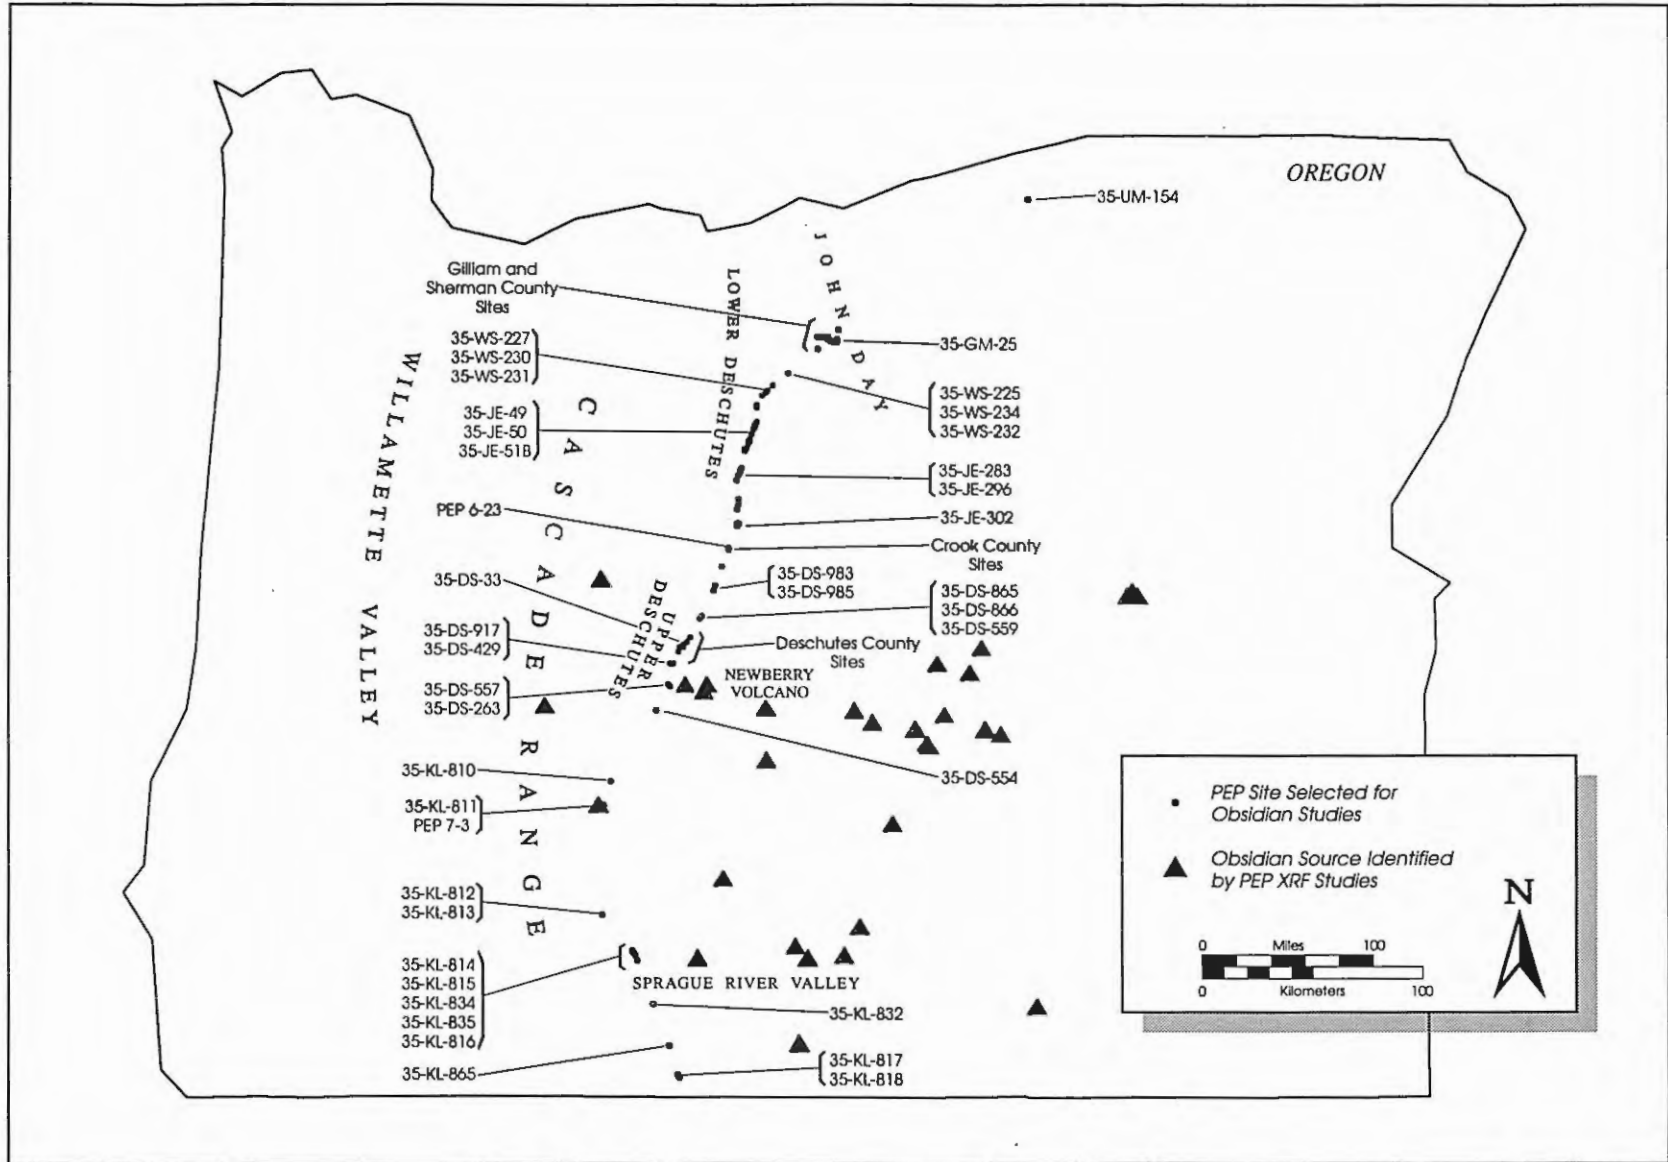 OREGON
35-UM-154
JOHN DAY
Gilliam and
Sherman County
Sites
LOWER DESCHUTES
35-WS-227
35-WS-230
35-WS-231
35-GM-25
WILLAMETTE VALLEY
CASCADE RANGE
35-WS-225
35-WS-234
35-WS-232
35-JE-49
35-JE-50
35-JE-51B
35-JE-283
35-JE-296
PEP 6-23
35-JE-302
Crook County
Sites
35-DS-33
35-DS-983
35-DS-985
35-DS-865
35-DS-866
35-DS-559
UPPER
DESCHUTES
35-DS-917
35-DS-429
Deschutes County
Sites
NEWBERRY
VOLCANO
35-DS-557
35-DS-263
35-DS-554
35-KL-810
35-KL-811
PEP 7-3
35-KL-812
35-KL-813
35-KL-814
35-KL-815
35-KL-834
35-KL-835
35-KL-816
SPRAGUE RIVER VALLEY
35-KL-832
35-KL-865
35-KL-817
35-KL-818
PEP Site Selected for
Obsidian Studies
Obsidian Source Identified
by PEP XRF Studies
N
0 Miles 100
Kilometers
0 100